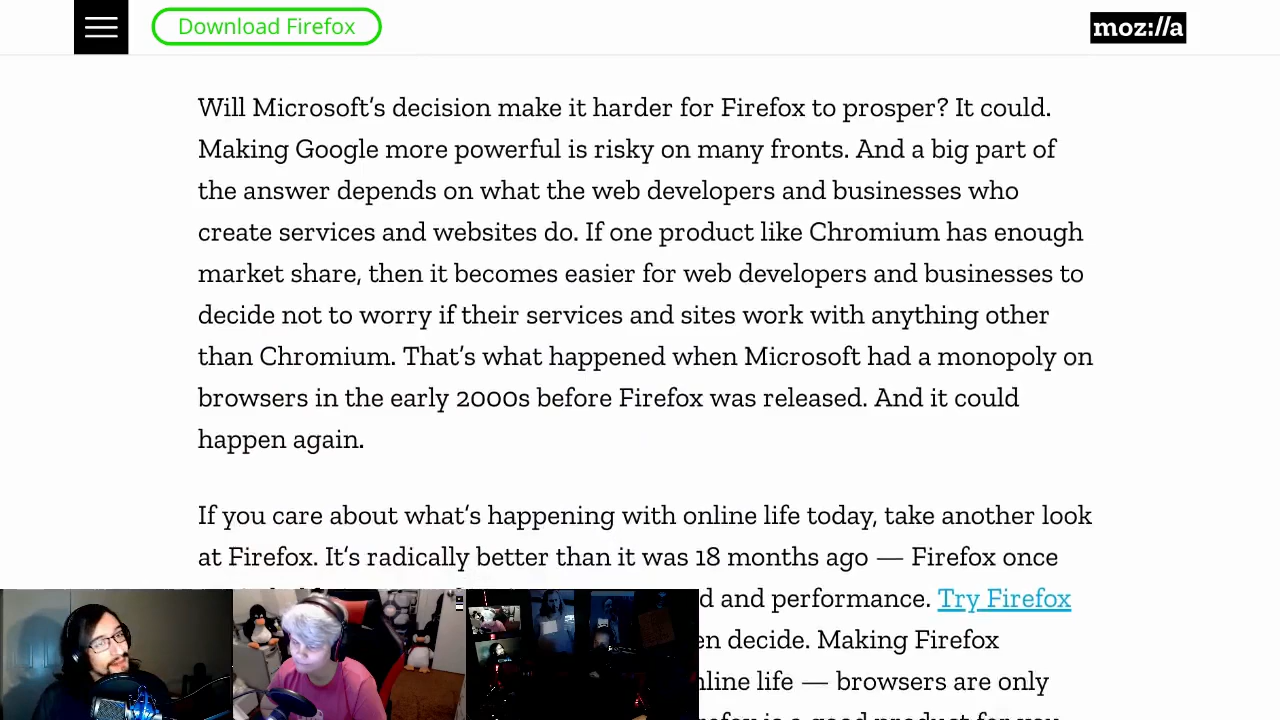 Download Firefox
moz://a
Will Microsoft's decision make it harder for Firefox to prosper? It could.
Making Google more powerful is risky on many fronts. And a big part of
the answer depends on what the web developers and businesses who
create services and websites do. If one product like Chromium has enough
market share, then it becomes easier for web developers and businesses to
decide not to worry if their services and sites work with anything other
than Chromium. That's what happened when Microsoft had a monopoly on
browsers in the early 2000s before Firefox was released. And it could
happen again.
If you care about what's happening with online life today, take another look
at Firefox. It's radically better than it was 18 months ago — Firefox once
and performance. Try Firefox
decide. Making Firefox
life — browsers are only
is a good product for you